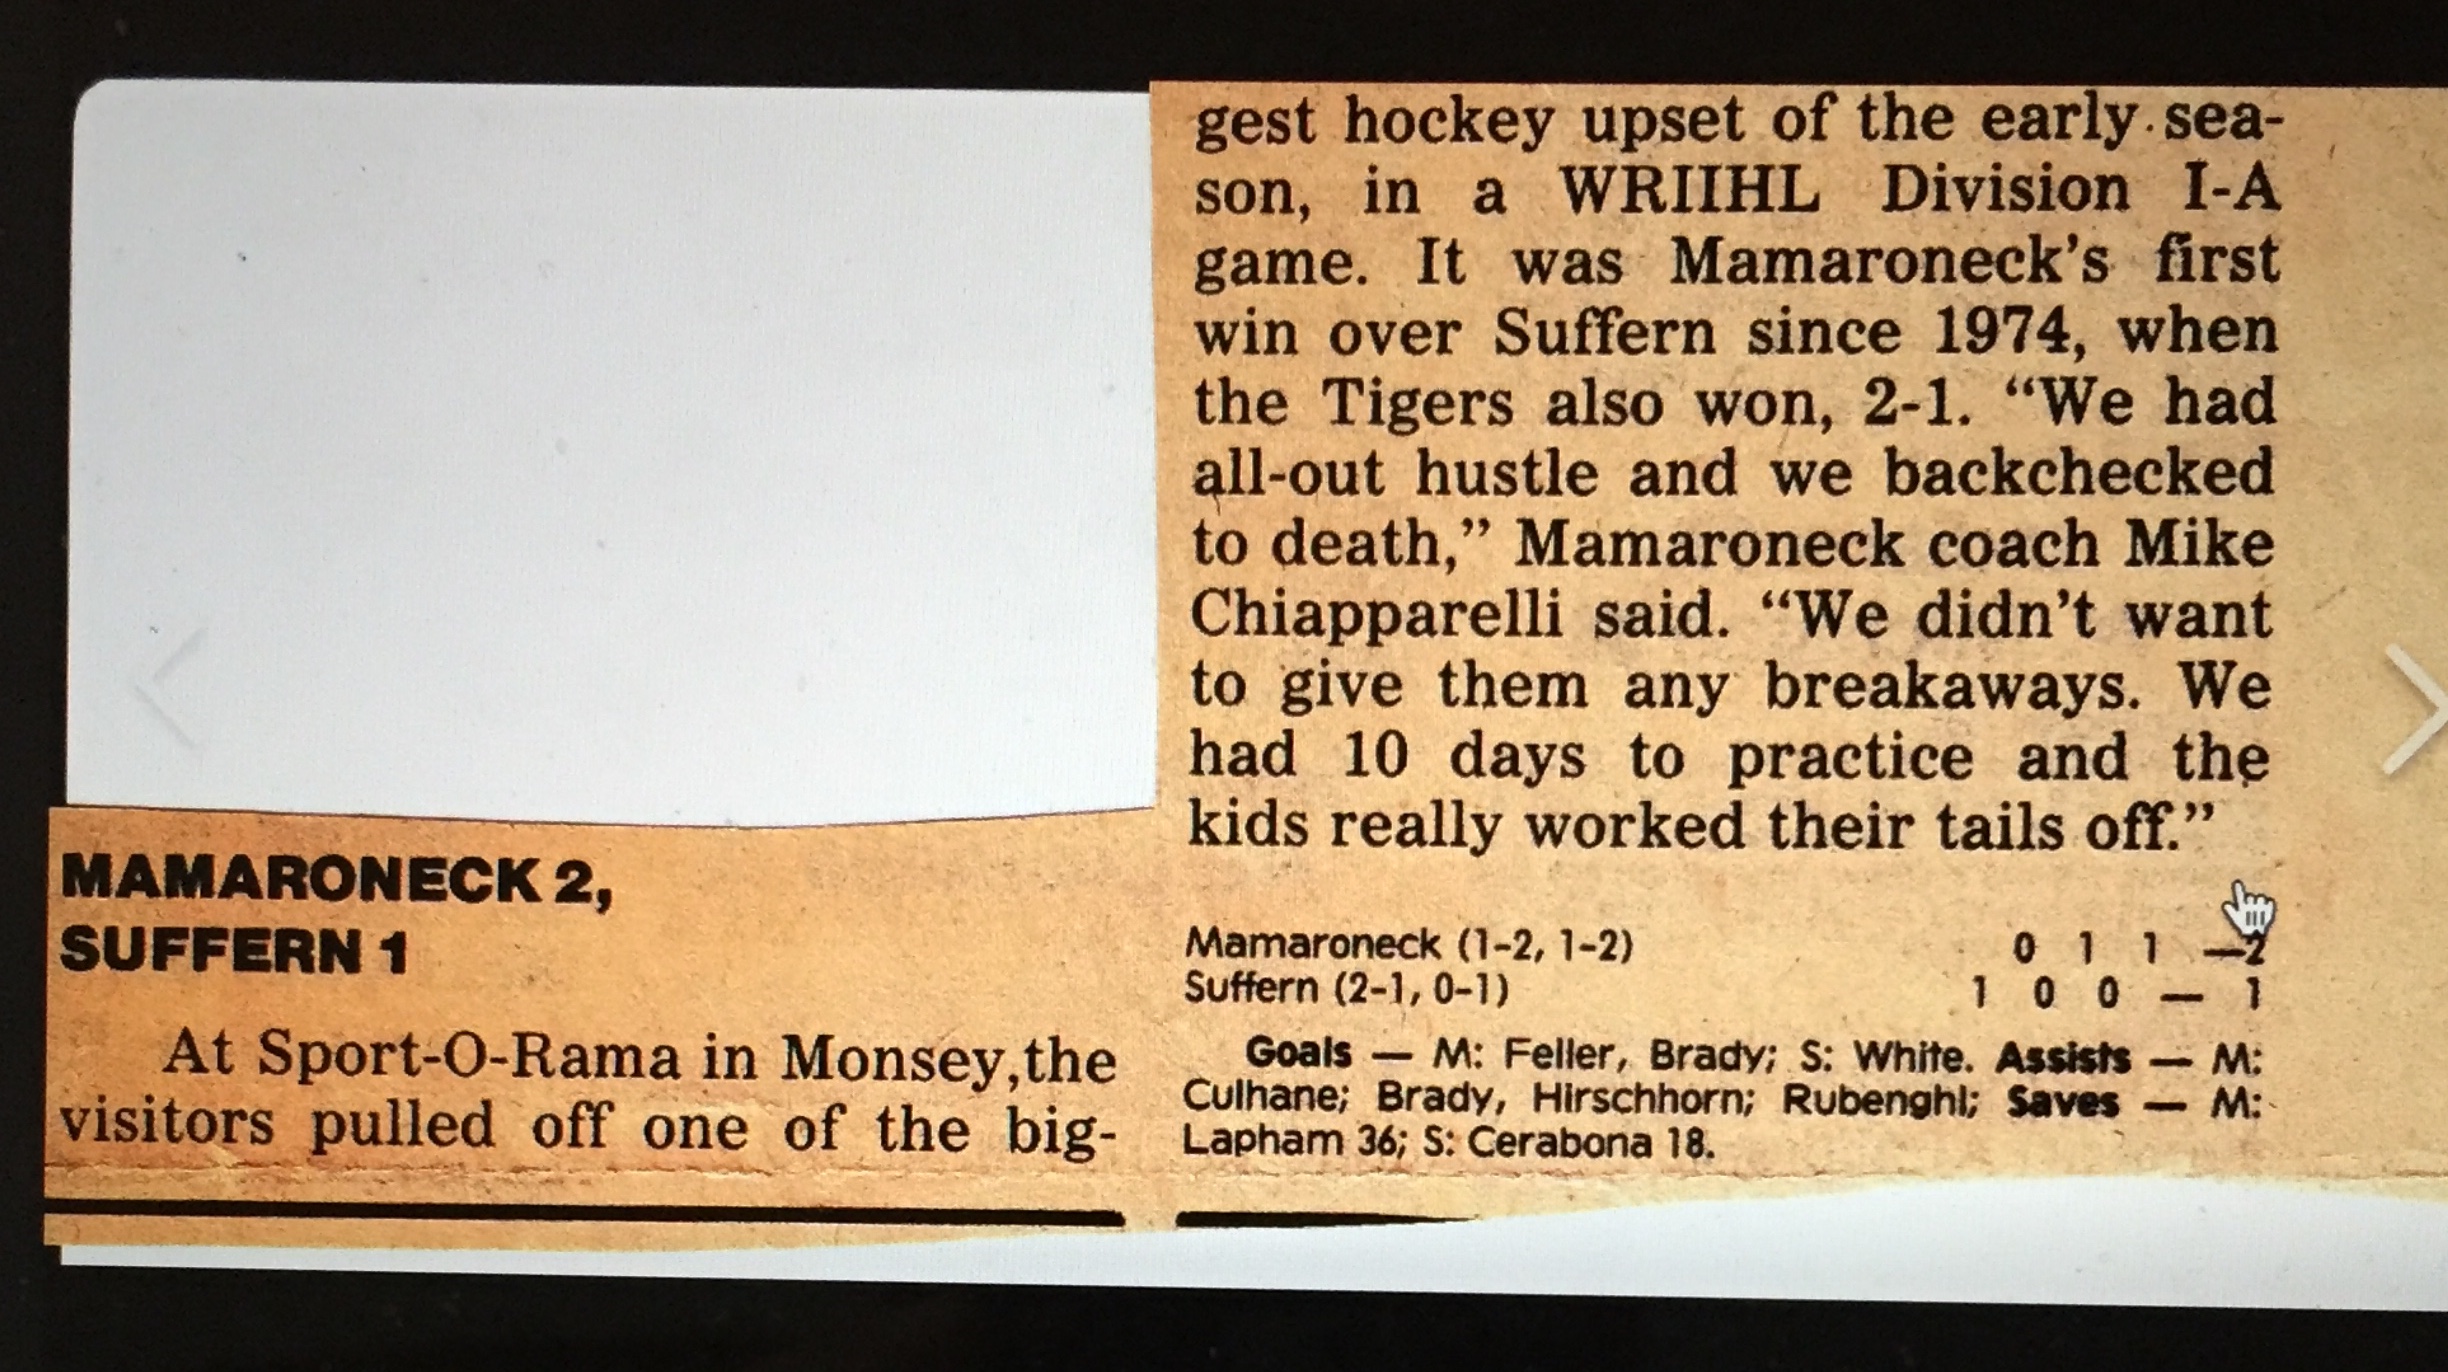 MAMARONECK 2,
SUFFERN 1
At Sport-O-Rama in Monsey,the
visitors pulled off one of the big-
gest hockey upset of the early sea-
son, in a WRIIHL Division I-A
game. It was Mamaroneck's first
win over Suffern since 1974, when
the Tigers also won, 2-1. “We had
all-out hustle and we backchecked
to death,” Mamaroneck coach Mike
Chiapparelli said. “We didn't want
to give them any breakaways. We
had 10 days to practice and the
kids really worked their tails off.”
Mamaroneck (1-2, 1-2) 0 1 1 —2
Suffern (2-1, 0-1) 1 0 0 — 1
Goals — M: Feller, Brady; S: White. Assists — M:
Culhane; Brady, Hirschhorn; Rubenghi; Saves — M:
Lapham 36; S: Cerabona 18.